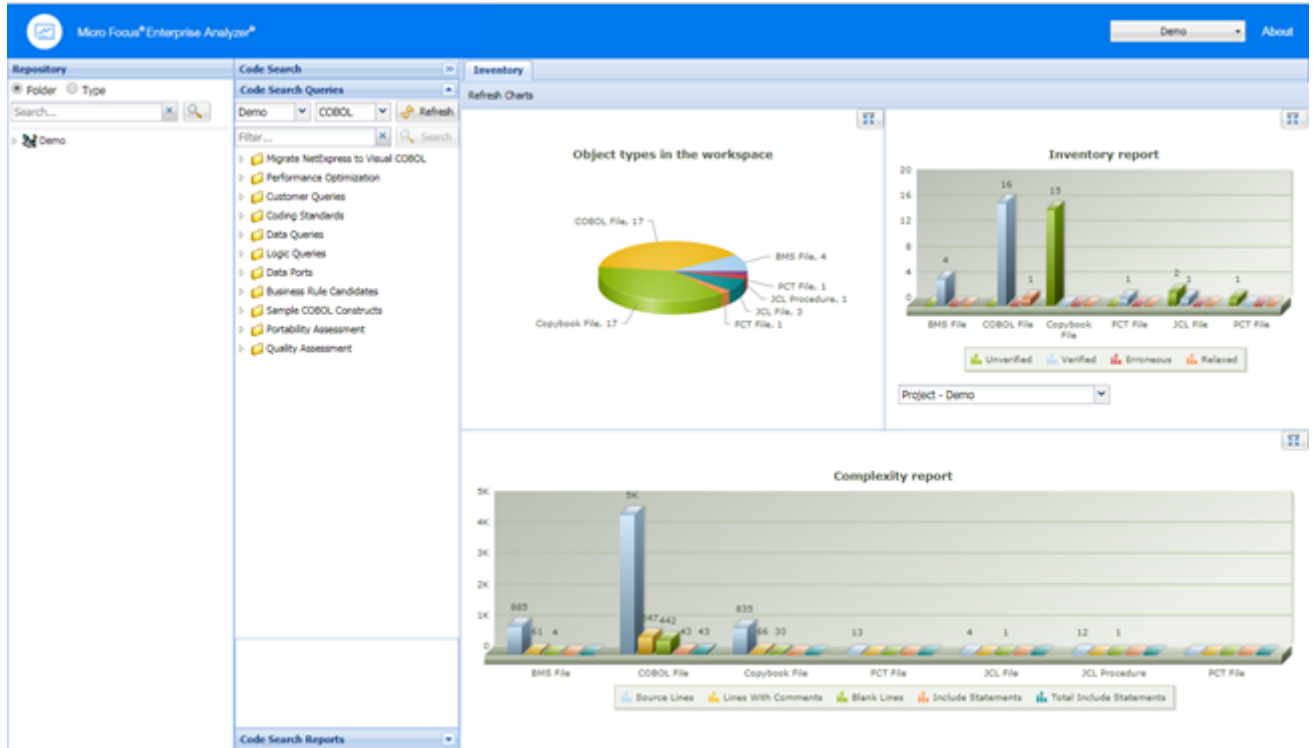 Micro Focus® Enterprise Analyzer®
Demo
About
Repository
Folder Type
Search...
Demo
Code Search
Code Search Queries
Demo COBOL Refresh
Filter... Search
Migrate NetExpress to Visual COBOL
Performance Optimization
Customer Queries
Coding Standards
Data Queries
Logic Queries
Data Ports
Business Rule Candidates
Sample COBOL Constructs
Portability Assessment
Quality Assessment
Code Search Reports
Inventory
Refresh Charts
Object types in the workspace
COBOL File, 17
BMS File, 4
PCT File, 1
JCL Procedure, 1
JCL File, 3
FCT File, 1
Copybook File, 17
Inventory report
20
16
12
8
4
0
4 16 1 15 1 2 1 1
BMS File COBOL File Copybook File FCT File JCL File PCT File
Unverified Verified Erroneous Relaxed
Project - Demo
Complexity report
5K
4K
3K
2K
1K
0
885 61 4 5K 442 43 43 835 66 30 13 4 1 12 1
BMS File COBOL File Copybook File FCT File JCL File JCL Procedure PCT File
Source Lines Lines With Comments Blank Lines Include Statements Total Include Statements